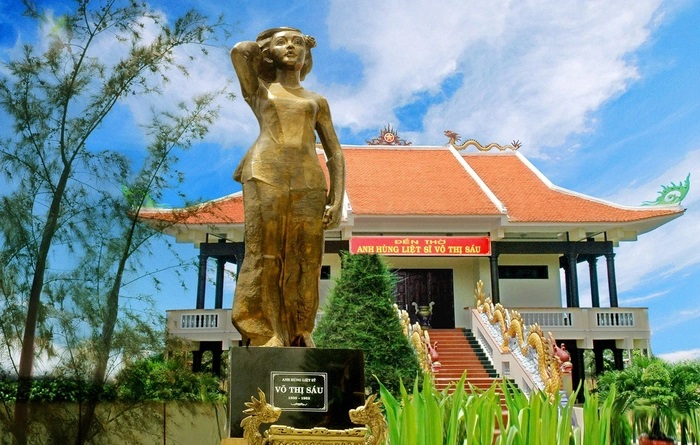 ĐỀN THỜ
ANH HÙNG LIỆT SĨ VÕ THỊ SÁU
ANH HÙNG LIỆT SĨ
VÕ THỊ SÁU